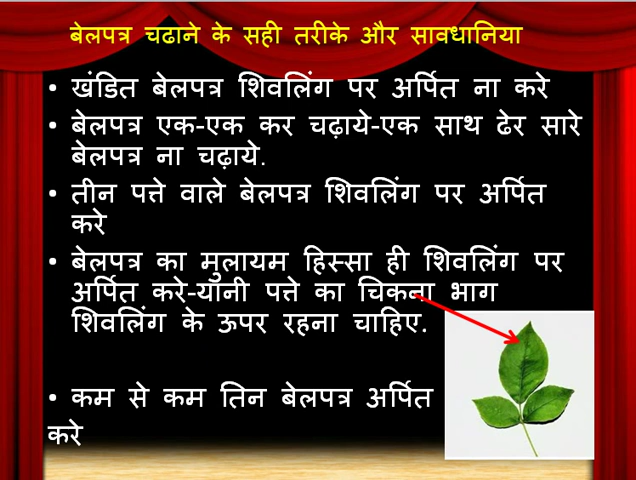 बेलपत्र चढाने के सही तरीके और सावधानिया
• खंडित बेलपत्र शिवलिंग पर अर्पित ना करे
• बेलपत्र एक-एक कर चढ़ाये-एक साथ ढेर सारे
बेलपत्र ना चढ़ाये.
• तीन पत्ते वाले बेलपत्र शिवलिंग पर अर्पित
करे
• बेलपत्र का मुलायम हिस्सा ही शिवलिंग पर
अर्पित करे-यॉनी पत्ते का चिकना भाग
शिवलिंग के ऊपर रहना चाहिए.
• कम से कम तिन बेलपत्र अर्पित
करे